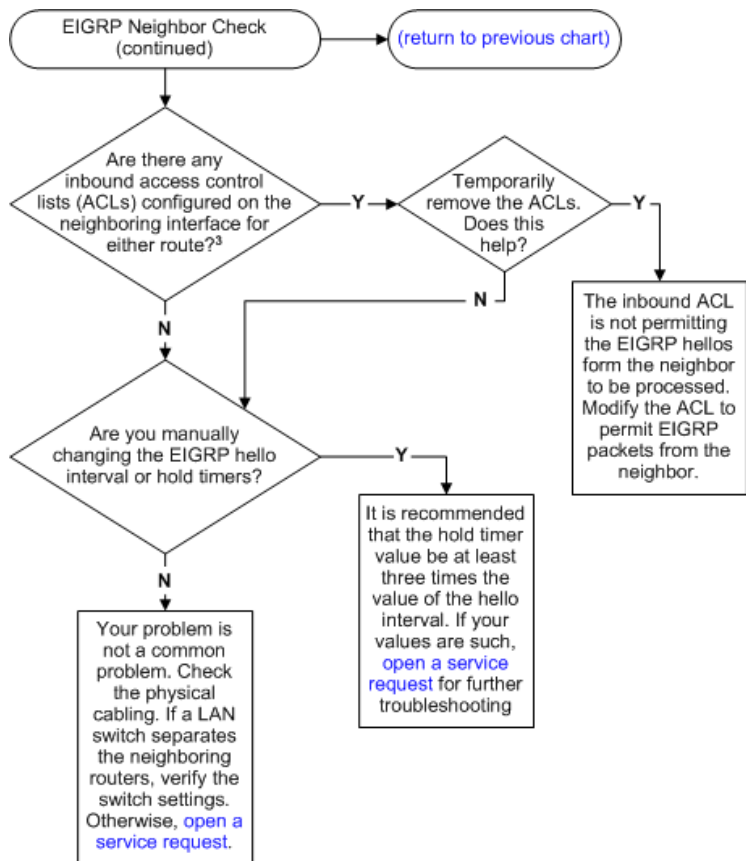 EIGRP Neighbor Check
(continued)
(return to previous chart)
Are there any
inbound access control
lists (ACLs) configured on the
neighboring interface for
either route?³
Y
Temporarily
remove the ACLs.
Does this
help?
Y
N
N
The inbound ACL
is not permitting
the EIGRP hellos
form the neighbor
to be processed.
Modify the ACL to
permit EIGRP
packets from the
neighbor.
Are you manually
changing the EIGRP hello
interval or hold timers?
Y
It is recommended
that the hold timer
value be at least
three times the
value of the hello
interval. If your
values are such,
open a service
request for further
troubleshooting
N
Your problem is
not a common
problem. Check
the physical
cabling. If a LAN
switch separates
the neighboring
routers, verify the
switch settings.
Otherwise, open a
service request.